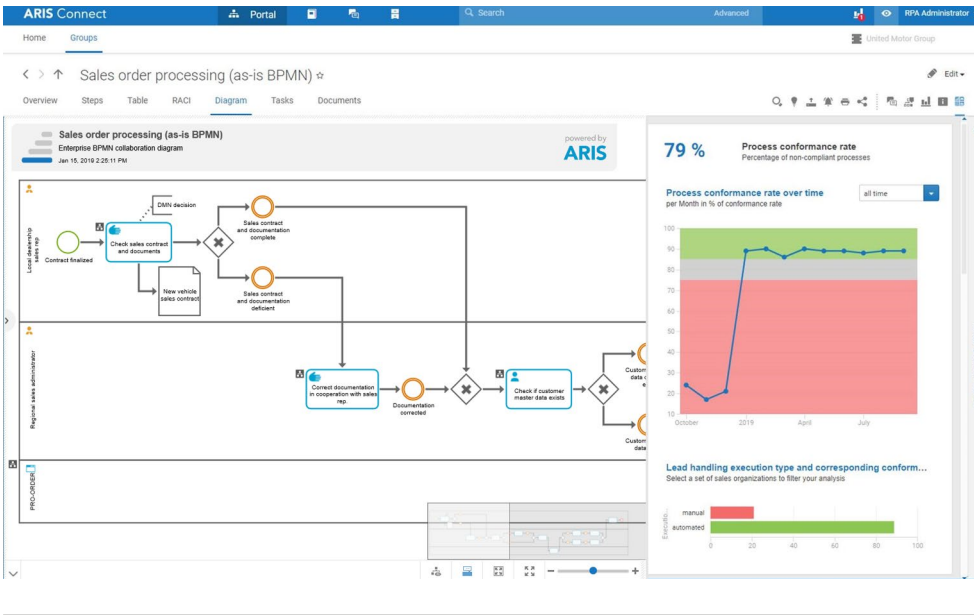 ARIS Connect
Portal
Search
Advanced
RPA Administrator
Home
Groups
United Motor Group
Sales order processing (as-is BPMN)
Edit
Overview
Steps
Table
RACI
Diagram
Tasks
Documents
Sales order processing (as-is BPMN)
Enterprise BPMN collaboration diagram
Jan 15, 2019 2:25:11 PM
powered by
ARIS
Local dealership
sales rep.
Contract finalized
Check sales contract
and documents
DMN decision
New vehicle
sales contract
Sales contract
and documentation
complete
Sales contract
and documentation
deficient
Regional sales administrator
Correct documentation
in cooperation with sales
rep.
Documentation
corrected
Check if customer
master data exists
Custom
data
Custom
data
PRO-ORDER
79 %
Process conformance rate
Percentage of non-compliant processes
Process conformance rate over time
per Month in % of conformance rate
all time
100
90
80
70
60
50
40
30
20
10
October
2019
April
July
Lead handling execution type and corresponding conform...
Select a set of sales organizations to filter your analysis
Executio...
manual
automated
0
20
40
60
80
100